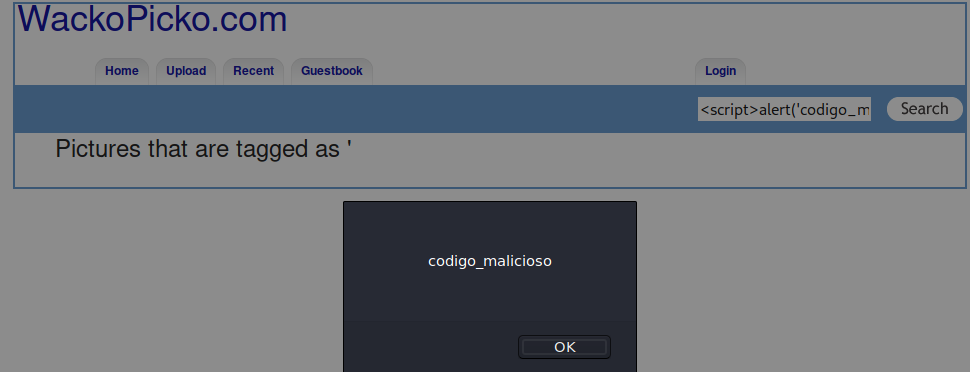 WackoPicko.com
Home Upload Recent Guestbook Login
<script>alert('codigo_m Search
Pictures that are tagged as '
codigo_malicioso
OK